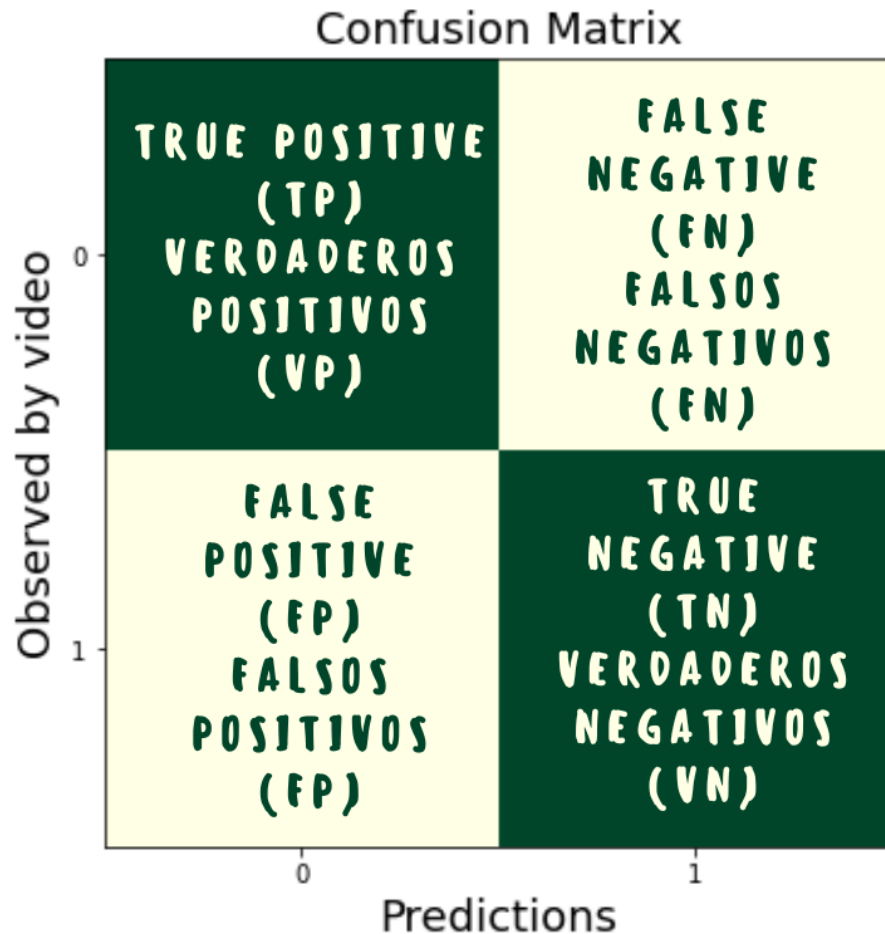 Confusion Matrix
TRUE POSITIVE
(TP)
VERDADEROS
POSITIVOS
(VP)
FALSE
NEGATIVE
(FN)
FALSOS
NEGATIVOS
(FN)
FALSE
POSITIVE
(FP)
FALSOS
POSITIVOS
(FP)
TRUE
NEGATIVE
(TN)
VERDADEROS
NEGATIVOS
(VN)
Observed by video
0
1
0
1
Predictions